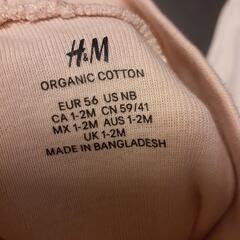 H&M
ORGANIC COTTON
EUR 56 US NB
CA 1-2M CN 59/41
MX 1-2M AUS 1-2M
UK 1-2M
MADE IN BANGLADESH